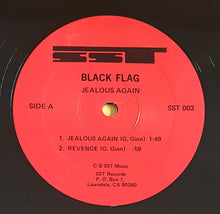 SST
BLACK FLAG
JEALOUS AGAIN
SIDE A SST 003
1. JEALOUS AGAIN (G. Ginn) 1:49
2. REVENGE (G. Ginn) :58
© ℗ SST Music
SST Records
P. O. Box 1,
Lawndale, CA 90260